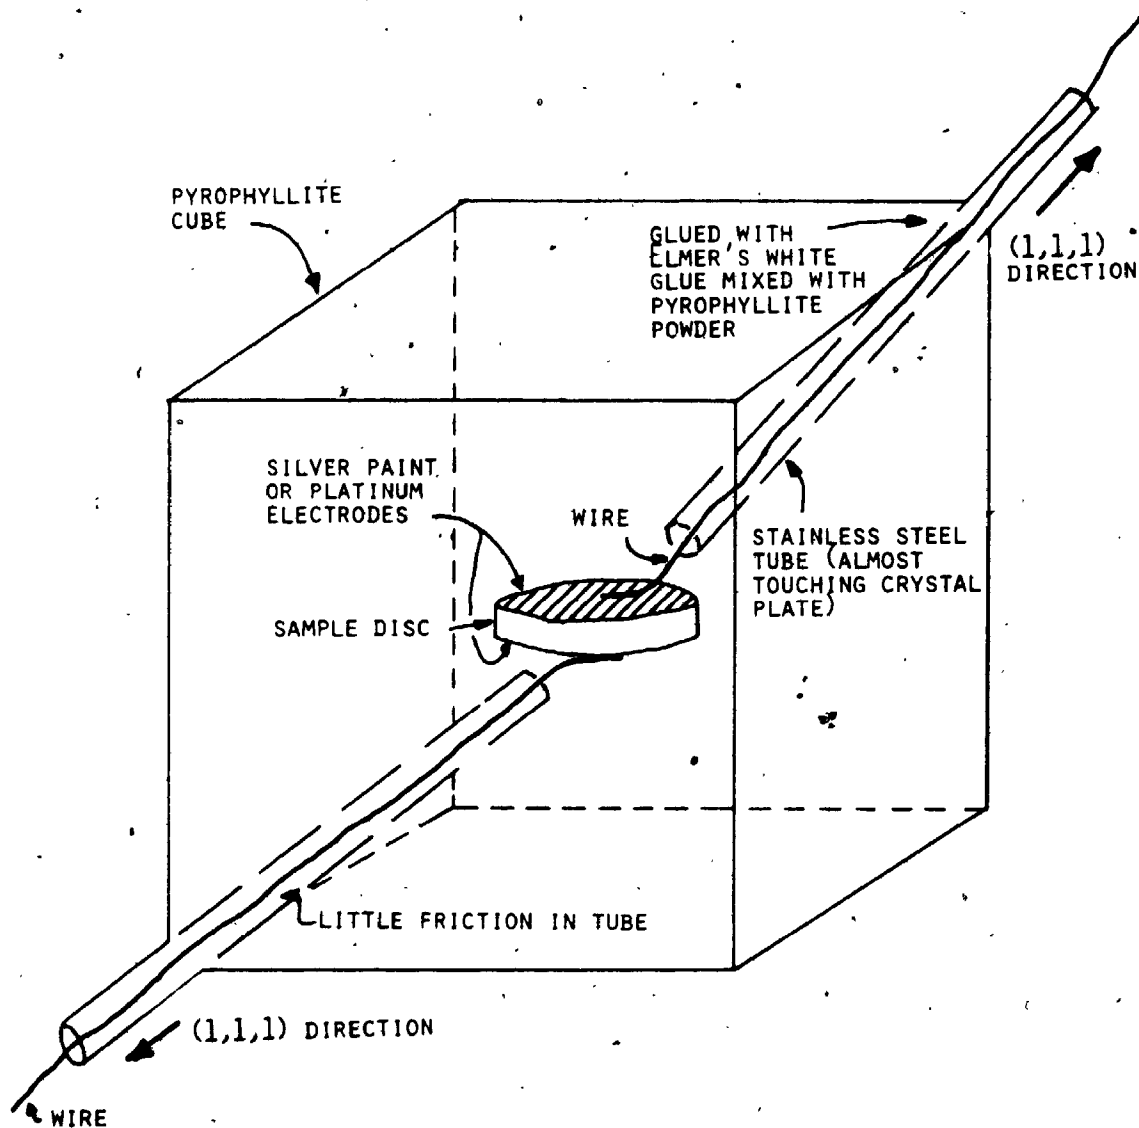 PYROPHYLLITE
CUBE
GLUED WITH
ELMER'S WHITE
GLUE MIXED WITH
PYROPHYLLITE
POWDER
(1,1,1)
DIRECTION
SILVER PAINT
OR PLATINUM
ELECTRODES
WIRE
STAINLESS STEEL
TUBE (ALMOST
TOUCHING CRYSTAL
PLATE)
SAMPLE DISC
LITTLE FRICTION IN TUBE
(1,1,1) DIRECTION
WIRE